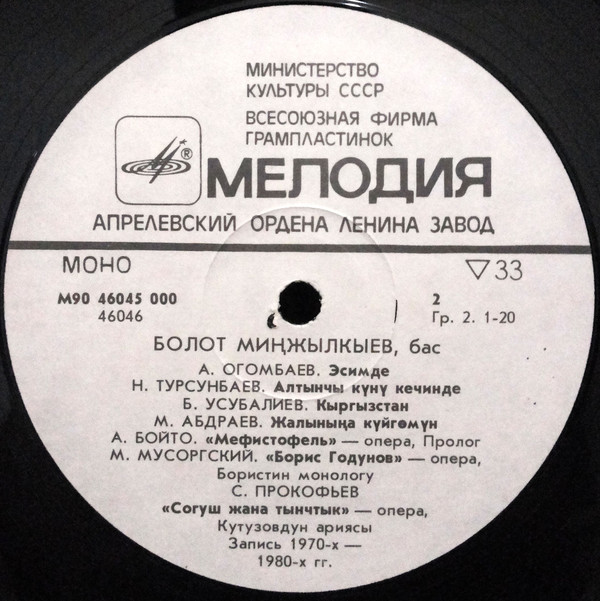 МИНИСТЕРСТВО
КУЛЬТУРЫ СССР
ВСЕСОЮЗНАЯ ФИРМА
ГРАМПЛАСТИНОК
® МЕЛОДИЯ
АПРЕЛЕВСКИЙ ОРДЕНА ЛЕНИНА ЗАВОД
МОНО ▽33
М90 46045 000 2
46046 Гр. 2. 1-20
БОЛОТ МИҢЖЫЛКЫЕВ, бас
А. ОГОМБАЕВ. Эсимде
Н. ТУРСУНБАЕВ. Алтынчы күнү кечинде
Б. УСУБАЛИЕВ. Кыргызстан
М. АБДРАЕВ. Жалыныңа күйгөмүн
А. БОЙТО. «Мефистофель» — опера, Пролог
М. МУСОРГСКИЙ. «Борис Годунов» — опера,
Бористин монологу
С. ПРОКОФЬЕВ
«Согуш жана тынчтык» — опера,
Кутузовдун ариясы
Запись 1970-х —
1980-х гг.